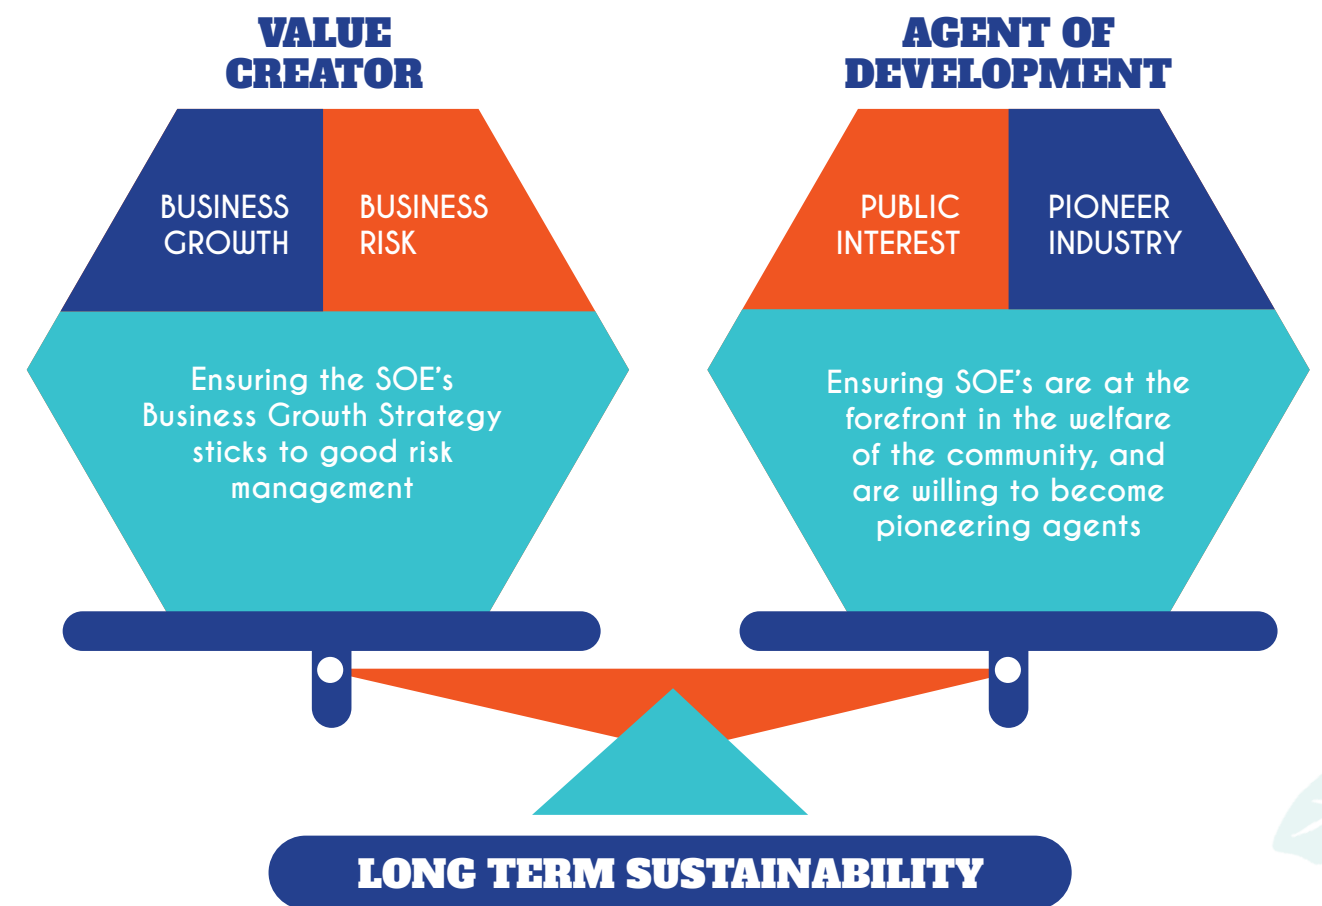 VALUE
CREATOR
BUSINESS
GROWTH
BUSINESS
RISK
Ensuring the SOE's
Business Growth Strategy
sticks to good risk
management
AGENT OF
DEVELOPMENT
PUBLIC
INTEREST
PIONEER
INDUSTRY
Ensuring SOE's are at the
forefront in the welfare
of the community, and
are willing to become
pioneering agents
LONG TERM SUSTAINABILITY